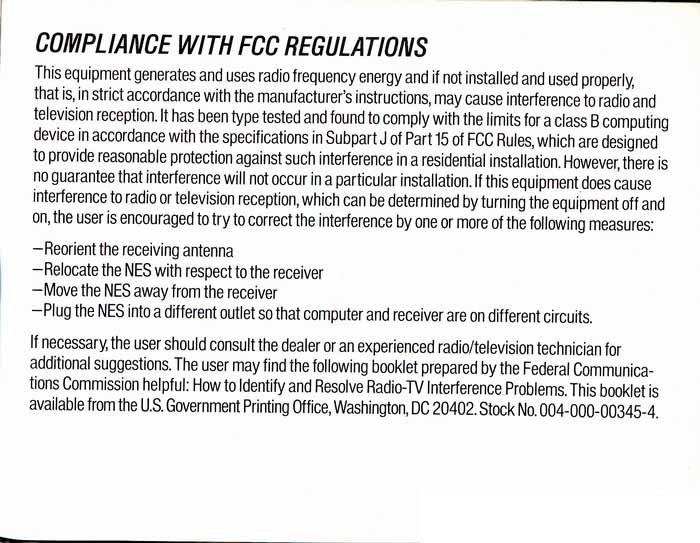 COMPLIANCE WITH FCC REGULATIONS
This equipment generates and uses radio frequency energy and if not installed and used properly,
that is, in strict accordance with the manufacturer's instructions, may cause interference to radio and
television reception. It has been type tested and found to comply with the limits for a class B computing
device in accordance with the specifications in Subpart J of Part 15 of FCC Rules, which are designed
to provide reasonable protection against such interference in a residential installation. However, there is
no guarantee that interference will not occur in a particular installation. If this equipment does cause
interference to radio or television reception, which can be determined by turning the equipment off and
on, the user is encouraged to try to correct the interference by one or more of the following measures:
—Reorient the receiving antenna
—Relocate the NES with respect to the receiver
—Move the NES away from the receiver
—Plug the NES into a different outlet so that computer and receiver are on different circuits.
If necessary, the user should consult the dealer or an experienced radio/television technician for
additional suggestions. The user may find the following booklet prepared by the Federal Communica-
tions Commission helpful: How to Identify and Resolve Radio-TV Interference Problems. This booklet is
available from the U.S. Government Printing Office, Washington, DC 20402. Stock No. 004-000-00345-4.